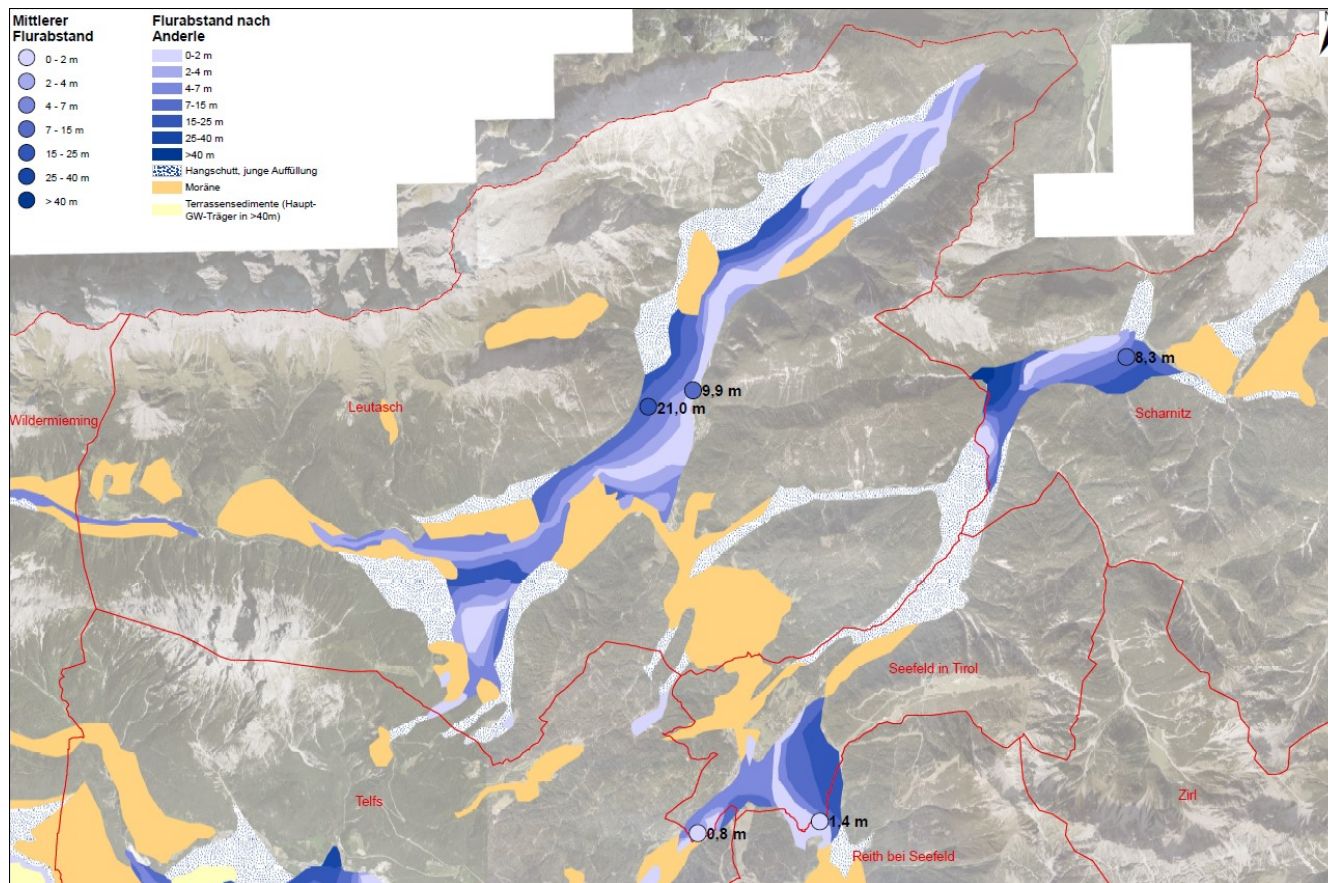 Mittlerer
Flurabstand
0 - 2 m
2 - 4 m
4 - 7 m
7 - 15 m
15 - 25 m
25 - 40 m
> 40 m
Flurabstand nach
Anderle
0-2 m
2-4 m
4-7 m
7-15 m
15-25 m
25-40 m
>40 m
Hangschutt, junge Auffüllung
Moräne
Terrassensedimente (Haupt-
GW-Träger in >40m)
8,3 m
9,9 m
21,0 m
Leutasch
Wildermieming
Scharnitz
Seefeld in Tirol
Telfs
Zirl
1,4 m
0,8 m
Reith bei Seefeld